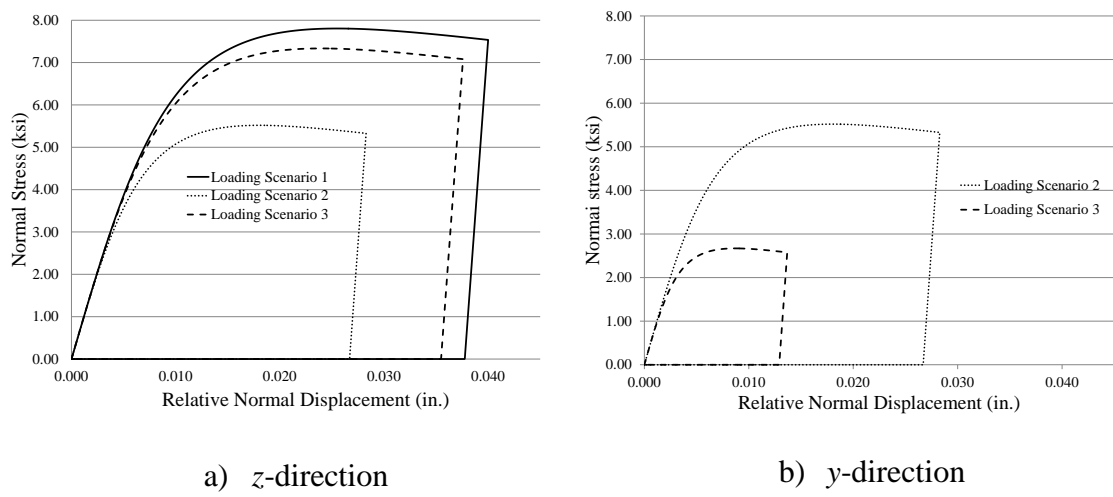 8.00
7.00
6.00
5.00
4.00
3.00
2.00
1.00
0.00
Normal Stress (ksi)
Loading Scenario 1
Loading Scenario 2
Loading Scenario 3
0.000 0.010 0.020 0.030 0.040
Relative Normal Displacement (in.)
a) z-direction
8.00
7.00
6.00
5.00
4.00
3.00
2.00
1.00
0.00
Normai stress (ksi)
Loading Scenario 2
Loading Scenario 3
0.000 0.010 0.020 0.030 0.040
Relative Normal Displacement (in.)
b) y-direction